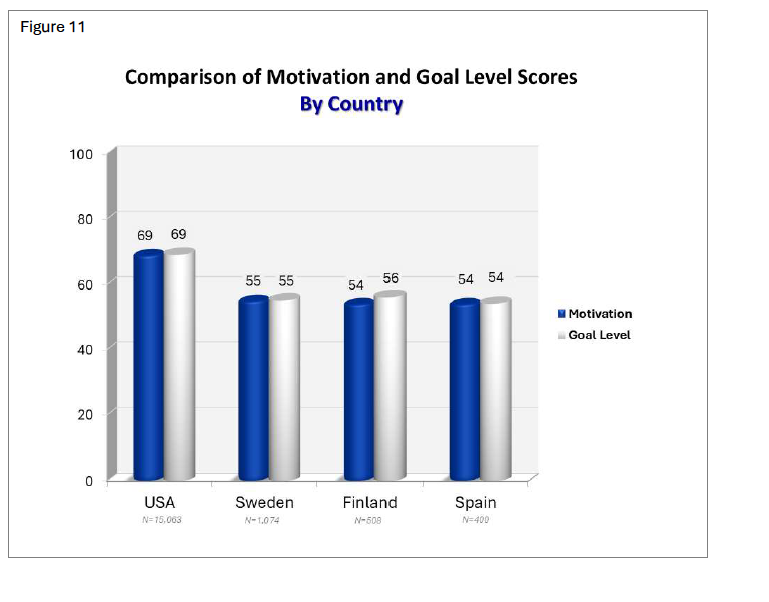 Figure 11
Comparison of Motivation and Goal Level Scores
By Country
100
80
60
40
20
0
69 69
55 55
54 56
54 54
Motivation
Goal Level
USA Sweden Finland Spain
N=15,063 N=1,074 N=508 N=400